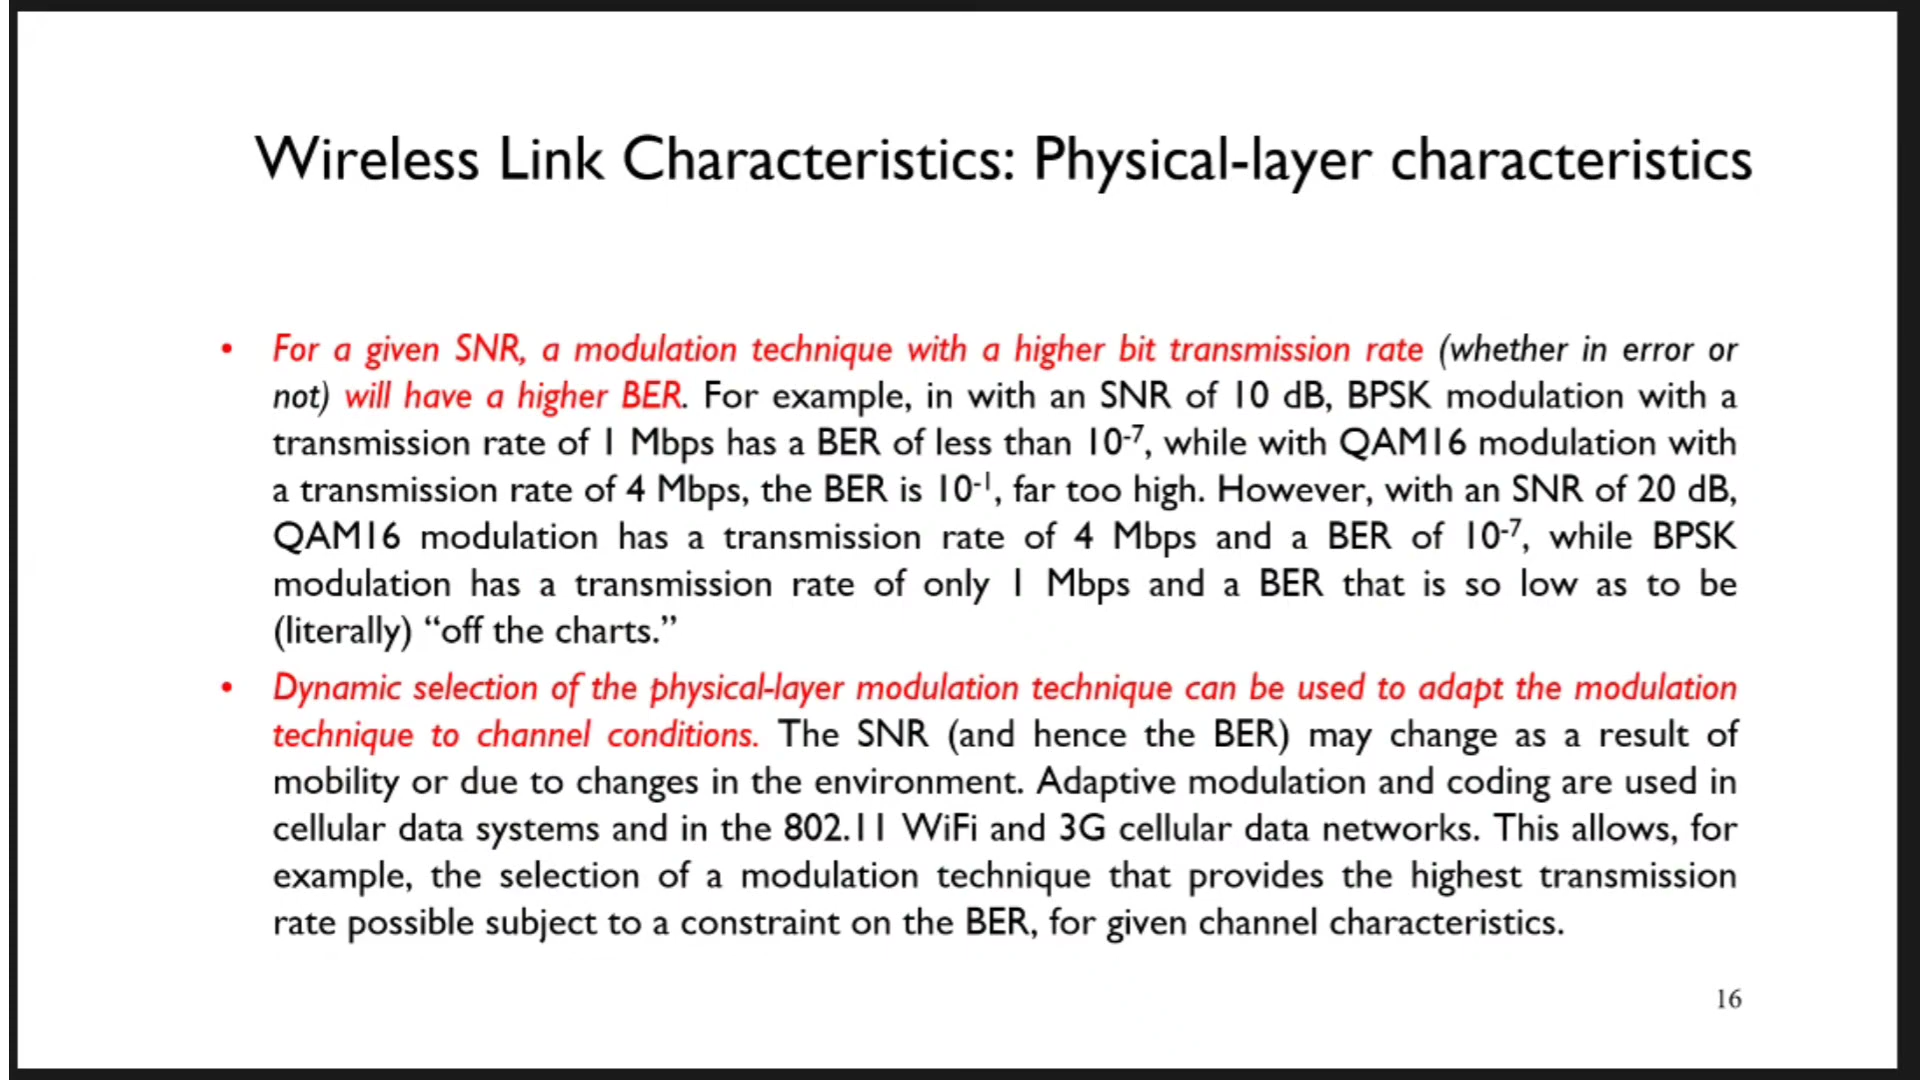 Wireless Link Characteristics: Physical-layer characteristics
• For a given SNR, a modulation technique with a higher bit transmission rate (whether in error or
not) will have a higher BER. For example, in with an SNR of 10 dB, BPSK modulation with a
transmission rate of 1 Mbps has a BER of less than 10⁻⁷, while with QAM16 modulation with
a transmission rate of 4 Mbps, the BER is 10⁻¹, far too high. However, with an SNR of 20 dB,
QAM16 modulation has a transmission rate of 4 Mbps and a BER of 10⁻⁷, while BPSK
modulation has a transmission rate of only 1 Mbps and a BER that is so low as to be
(literally) “off the charts.”
• Dynamic selection of the physical-layer modulation technique can be used to adapt the modulation
technique to channel conditions. The SNR (and hence the BER) may change as a result of
mobility or due to changes in the environment. Adaptive modulation and coding are used in
cellular data systems and in the 802.11 WiFi and 3G cellular data networks. This allows, for
example, the selection of a modulation technique that provides the highest transmission
rate possible subject to a constraint on the BER, for given channel characteristics.
16